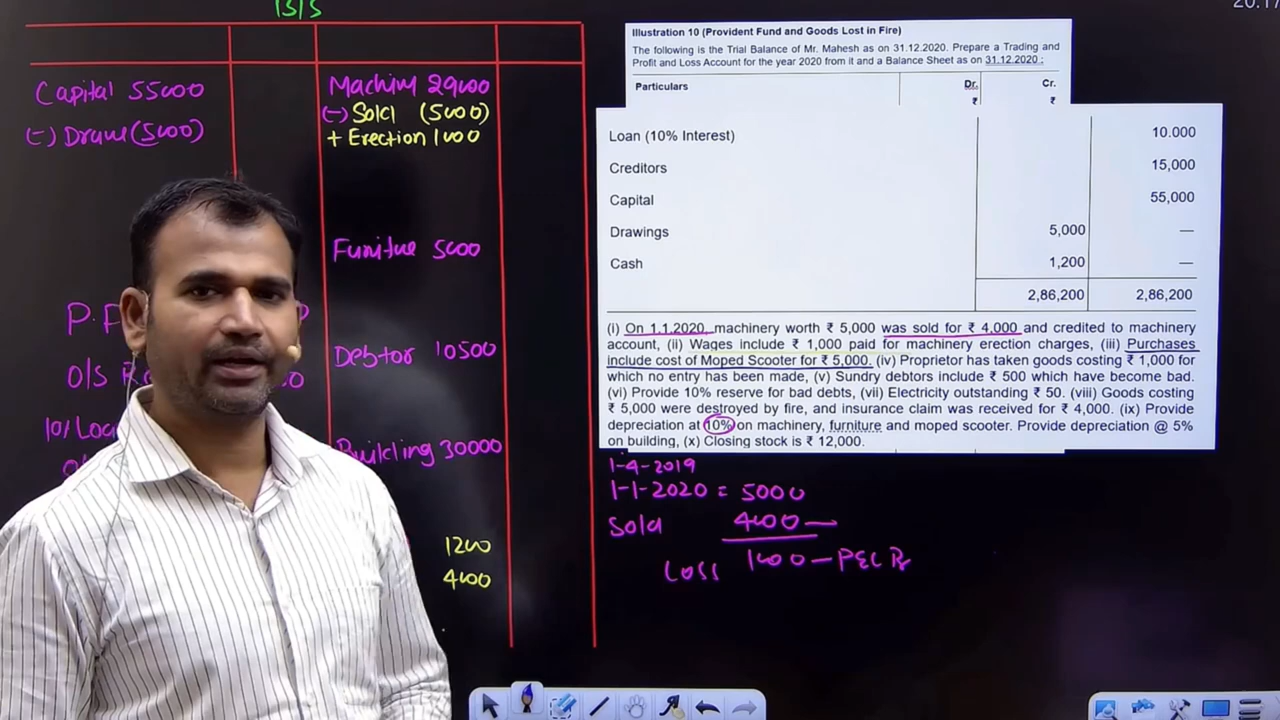 B/S
20:17
Capital 55000
(-) Draw (5000)
Machiny 29000
(-) Sold (5000)
+ Erection 1000
Furnitue 5000
Debtor 10500
O/S
10/. Loa
Building 30000
1200
4000
Illustration 10 (Provident Fund and Goods Lost in Fire)
The following is the Trial Balance of Mr. Mahesh as on 31.12.2020. Prepare a Trading and
Profit and Loss Account for the year 2020 from it and a Balance Sheet as on 31.12.2020 :
Particulars Dr. Cr.
₹ ₹
Loan (10% Interest) 10.000
Creditors 15,000
Capital 55,000
Drawings 5,000 —
Cash 1,200 —
2,86,200 2,86,200
(i) On 1.1.2020, machinery worth ₹ 5,000 was sold for ₹ 4,000 and credited to machinery
account, (ii) Wages include ₹ 1,000 paid for machinery erection charges, (iii) Purchases
include cost of Moped Scooter for ₹ 5,000. (iv) Proprietor has taken goods costing ₹ 1,000 for
which no entry has been made, (v) Sundry debtors include ₹ 500 which have become bad.
(vi) Provide 10% reserve for bad debts, (vii) Electricity outstanding ₹ 50. (viii) Goods costing
₹ 5,000 were destroyed by fire, and insurance claim was received for ₹ 4,000. (ix) Provide
depreciation at 10% on machinery, furniture and moped scooter. Provide depreciation @ 5%
on building, (x) Closing stock is ₹ 12,000.
1-4-2019
1-1-2020 = 5000
Sold 4000 —
Loss 1000 — P&L A